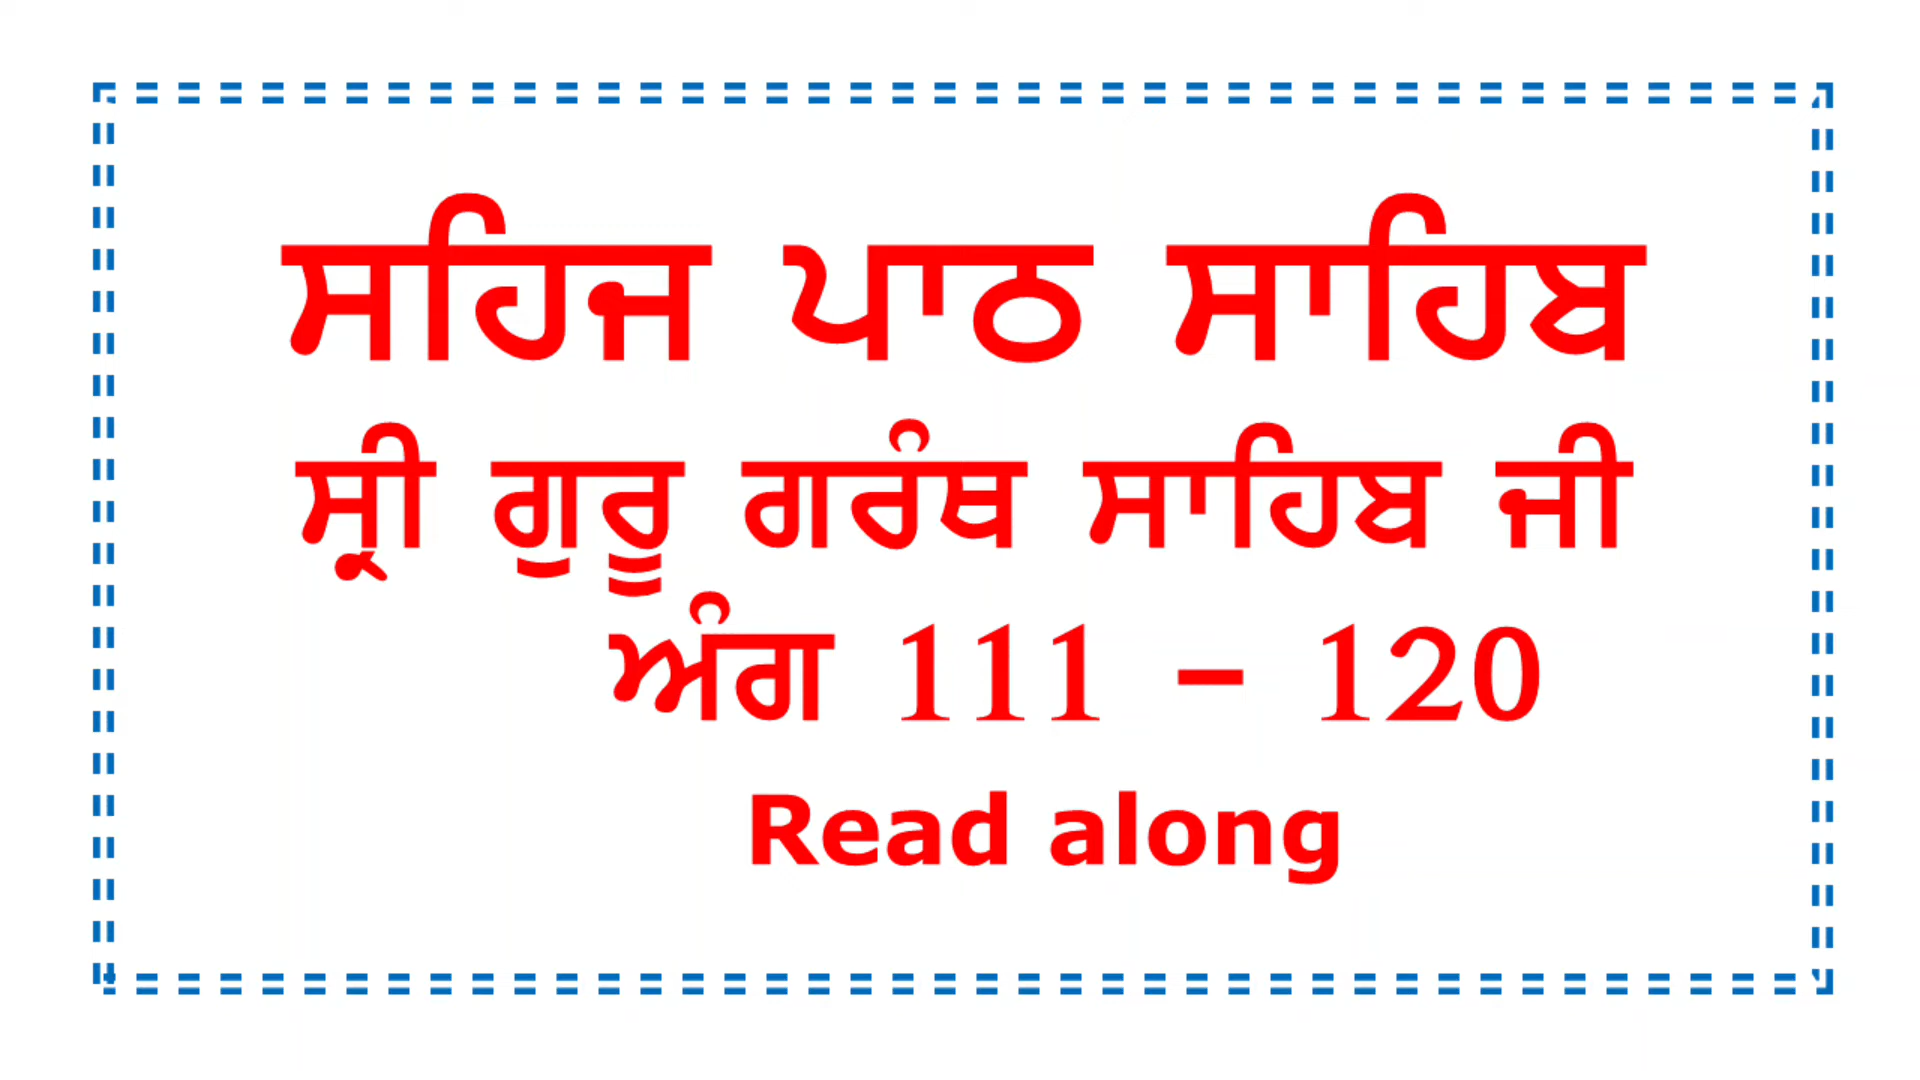 ਸਹਿਜ ਪਾਠ ਸਾਹਿਬ
ਸ੍ਰੀ ਗੁਰੂ ਗਰੰਥ ਸਾਹਿਬ ਜੀ
ਅੰਗ 111 - 120
Read along